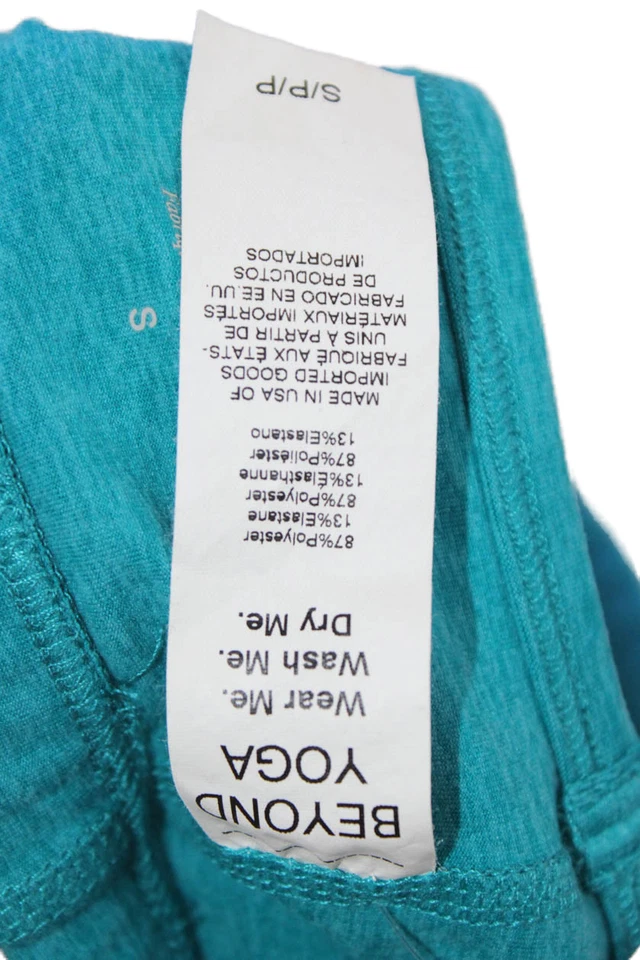 BEYOND
YOGA
Wear Me.
Wash Me.
Dry Me.
87%Polyester
13%Elastane
87%Polyester
13%Élasthanne
87%Poliéster
13%Elastano
MADE IN USA OF
IMPORTED GOODS
FABRIQUÉ AUX ÉTATS-
UNIS À PARTIR DE
MATÉRIAUX IMPORTÉS
FABRICADO EN EE.UU.
DE PRODUCTOS
IMPORTADOS
S/P/P
S